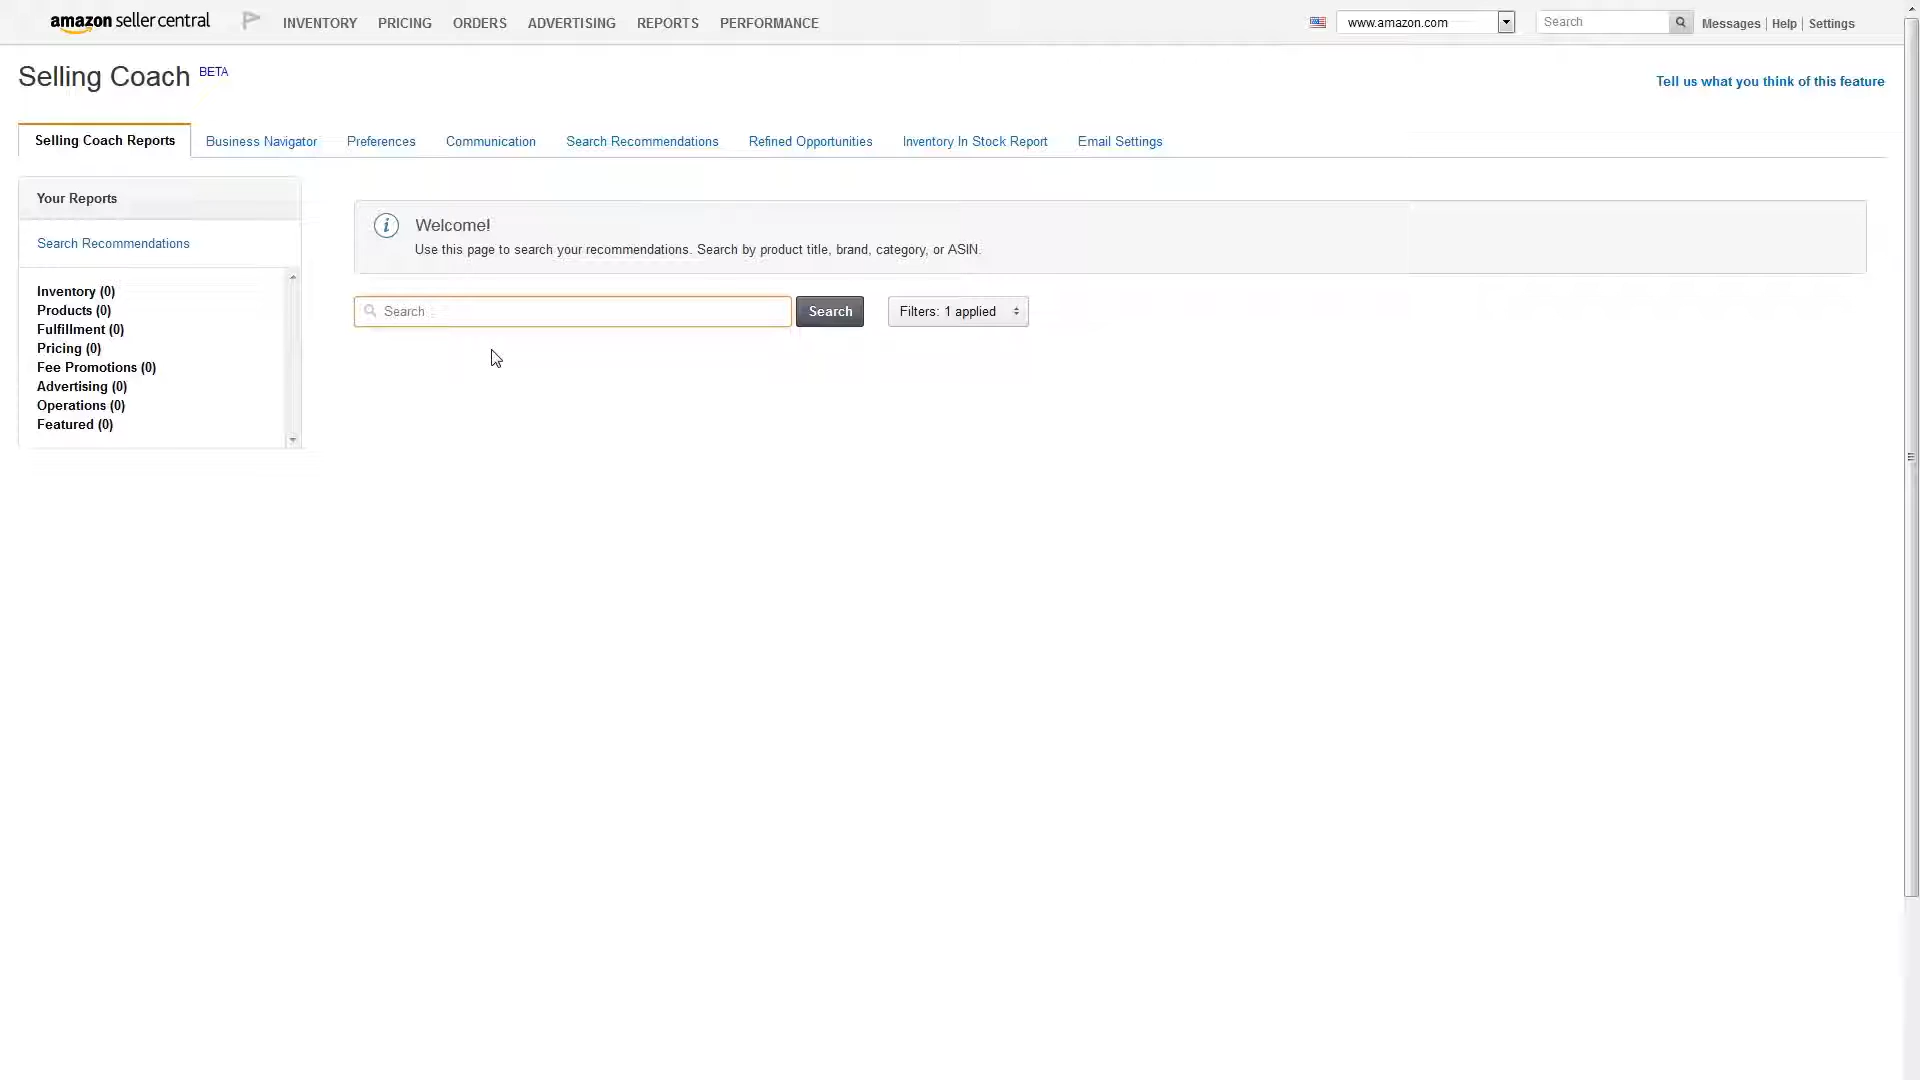 amazon seller central
INVENTORY PRICING ORDERS ADVERTISING REPORTS PERFORMANCE
www.amazon.com
Search
Messages | Help | Settings
Selling Coach BETA
Tell us what you think of this feature
Selling Coach Reports Business Navigator Preferences Communication Search Recommendations Refined Opportunities Inventory In Stock Report Email Settings
Your Reports
Search Recommendations
Inventory (0)
Products (0)
Fulfillment (0)
Pricing (0)
Fee Promotions (0)
Advertising (0)
Operations (0)
Featured (0)
Welcome!
Use this page to search your recommendations. Search by product title, brand, category, or ASIN.
Search
Search
Filters: 1 applied